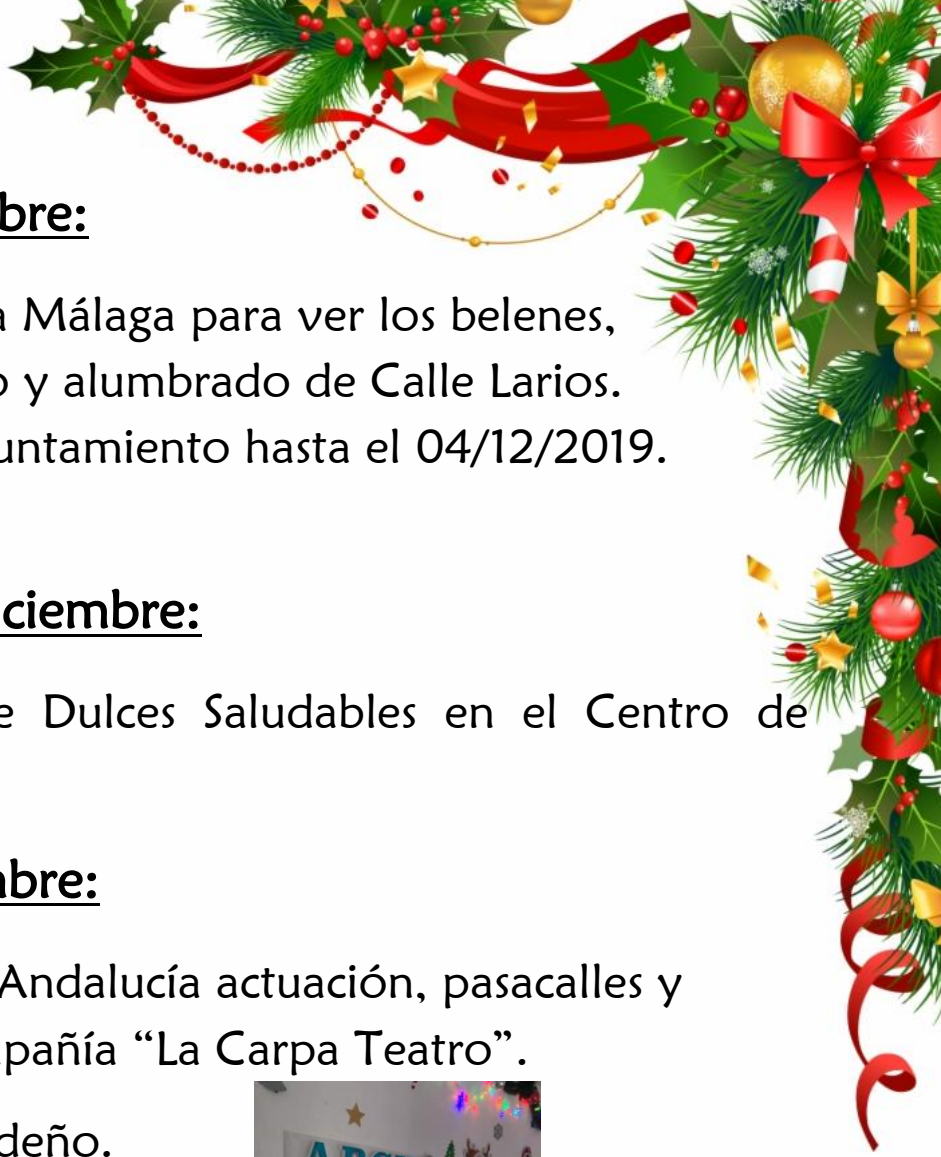 bre:
a Málaga para ver los belenes,
o y alumbrado de Calle Larios.
untamiento hasta el 04/12/2019.
ciembre:
e Dulces Saludables en el Centro de
mbre:
Andalucía actuación, pasacalles y
pañía “La Carpa Teatro”.
deño.